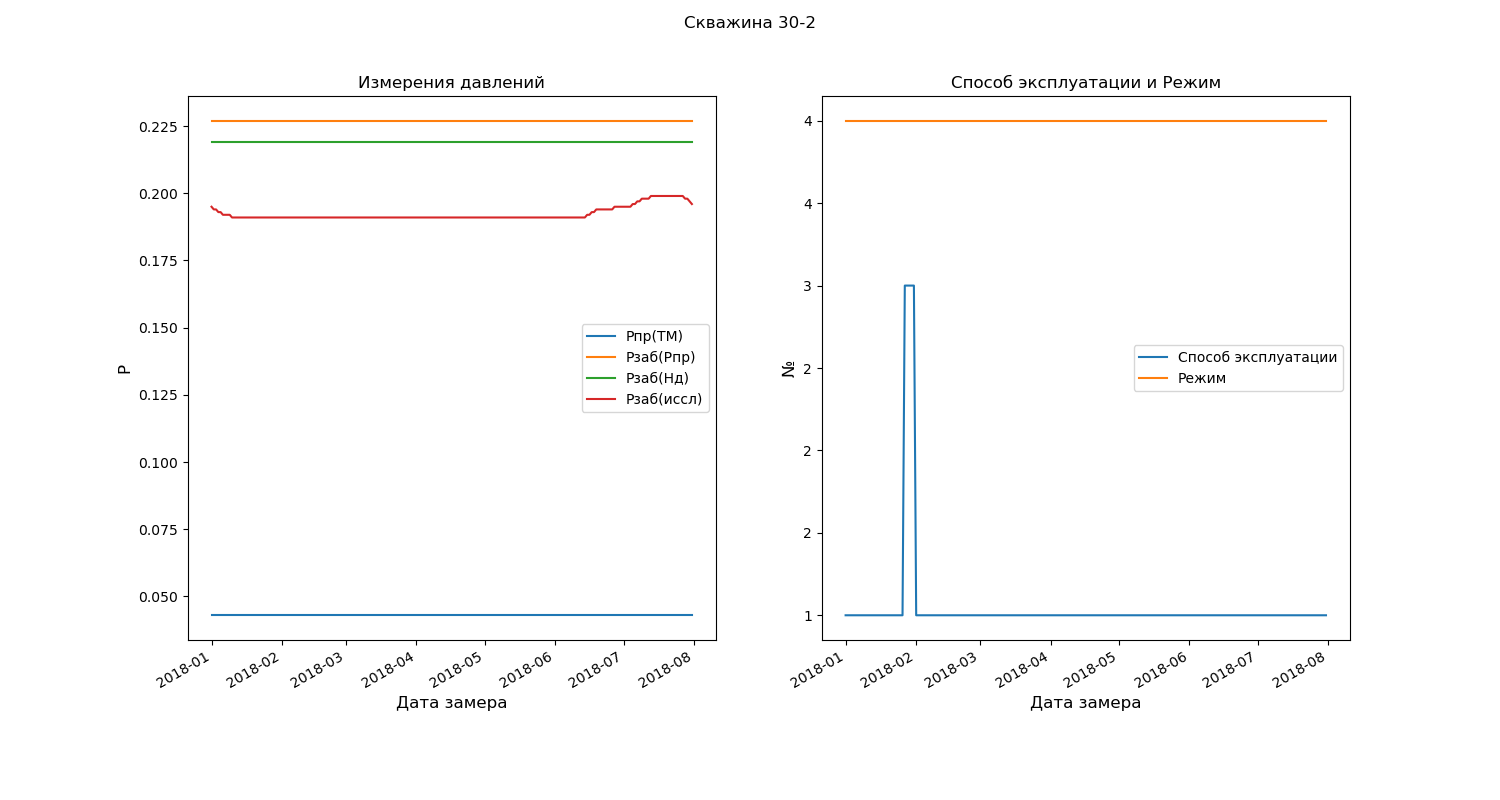 Скважина 30-2
Измерения давлений
0.225
0.200
0.175
0.150
0.125
0.100
0.075
0.050
P
Pпр(ТМ)
Pзаб(Pпр)
Pзаб(Нд)
Pзаб(иссл)
2018-01
2018-02
2018-03
2018-04
2018-05
2018-06
2018-07
2018-08
Дата замера
Способ эксплуатации и Режим
4
4
3
2
2
2
1
№
Способ эксплуатации
Режим
2018-01
2018-02
2018-03
2018-04
2018-05
2018-06
2018-07
2018-08
Дата замера